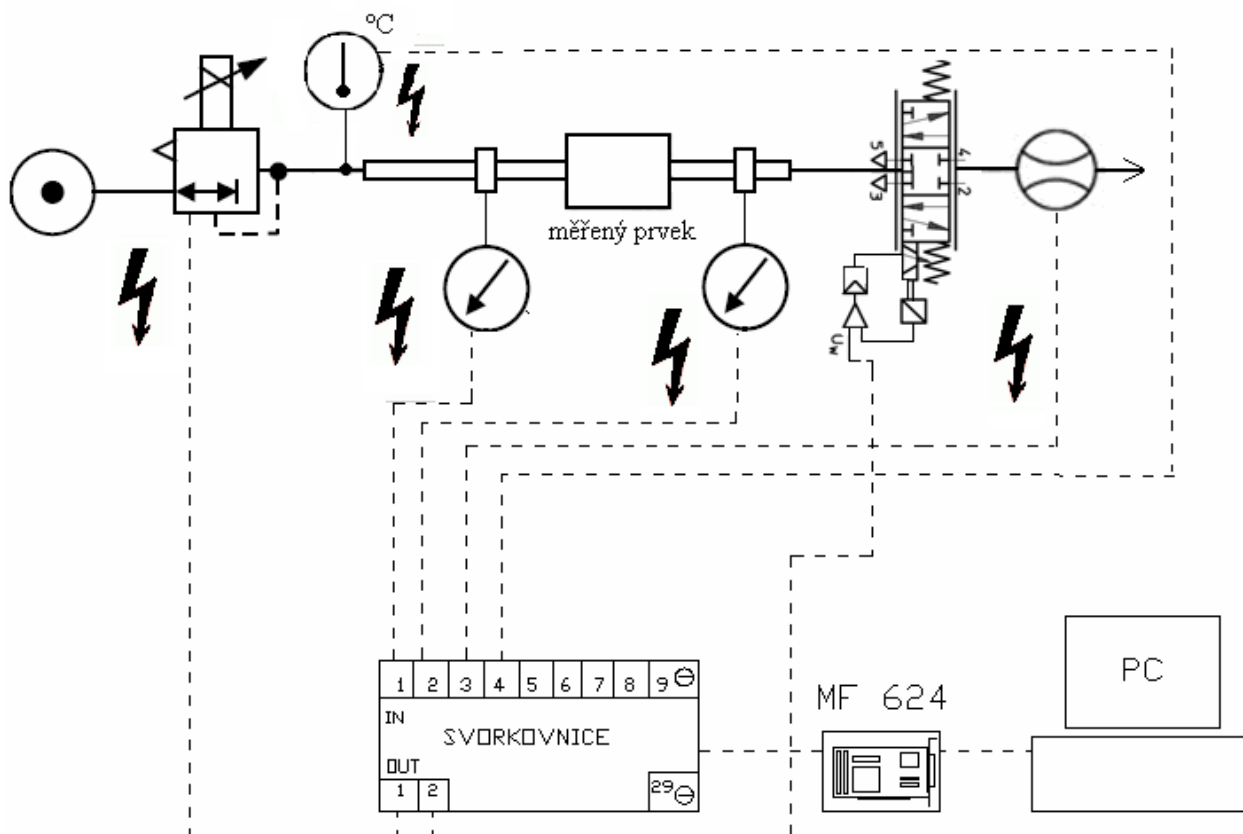 °C
měřený prvek
5
3
4
2
Uw
1 2 3 4 5 6 7 8 9
IN
SVORKOVNICE
OUT
1 2
29
MF 624
PC